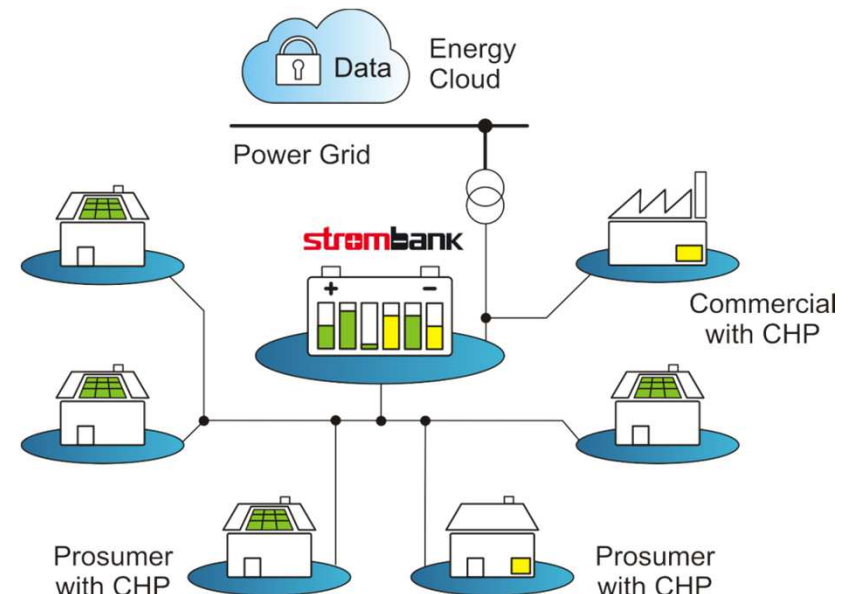 Data
Energy
Cloud
Power Grid
strombank
+ −
Commercial
with CHP
Prosumer
with CHP
Prosumer
with CHP